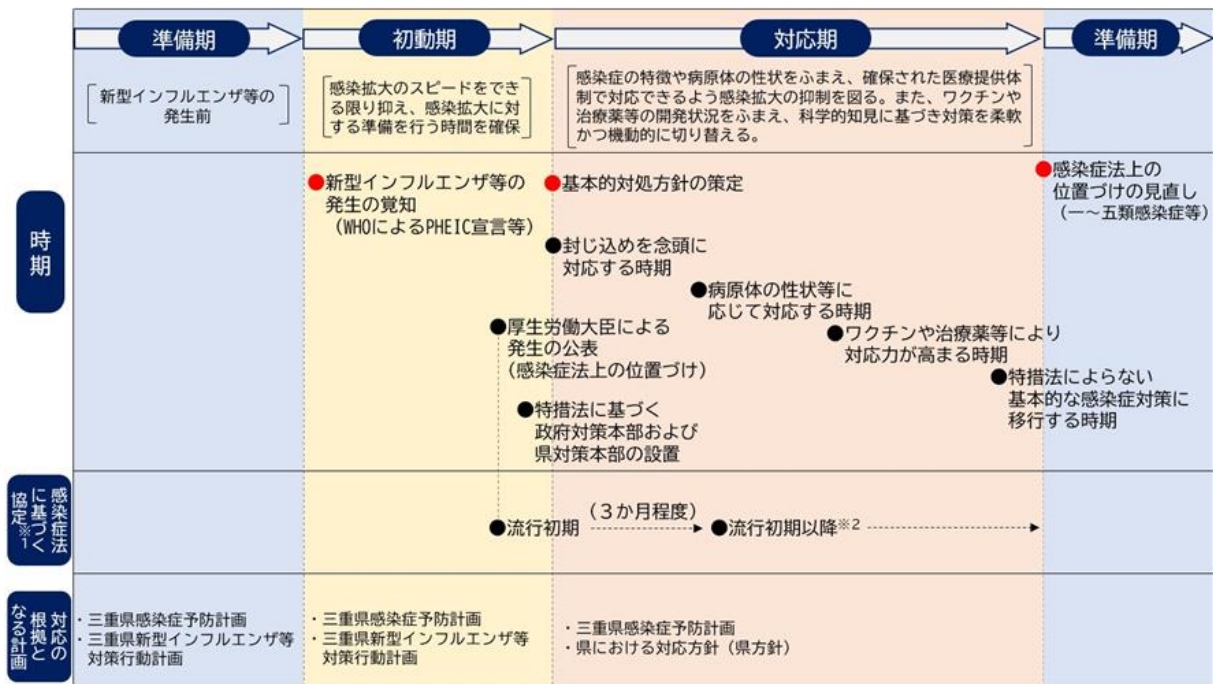 準備期
初動期
対応期
準備期
新型インフルエンザ等の
発生前
感染拡大のスピードをでき
る限り抑え、感染拡大に対
する準備を行う時間を確保
感染症の特徴や病原体の性状をふまえ、確保された医療提供体
制で対応できるよう感染拡大の抑制を図る。また、ワクチンや
治療薬等の開発状況をふまえ、科学的知見に基づき対策を柔軟
かつ機動的に切り替える。
時期
●新型インフルエンザ等の
発生の覚知
（WHOによるPHEIC宣言等）
●基本的対処方針の策定
●感染症法上の
位置づけの見直し
（一～五類感染症等）
●封じ込めを念頭に
対応する時期
●病原体の性状等に
応じて対応する時期
●厚生労働大臣による
発生の公表
（感染症法上の位置づけ）
●ワクチンや治療薬等により
対応力が高まる時期
●特措法によらない
基本的な感染症対策に
移行する時期
●特措法に基づく
政府対策本部および
県対策本部の設置
感染症法
に基づく
協定※1
●流行初期
（３か月程度）
●流行初期以降※2
対応の
根拠と
なる計画
・三重県感染症予防計画
・三重県新型インフルエンザ等
対策行動計画
・三重県感染症予防計画
・三重県新型インフルエンザ等
対策行動計画
・三重県感染症予防計画
・県における対応方針（県方針）